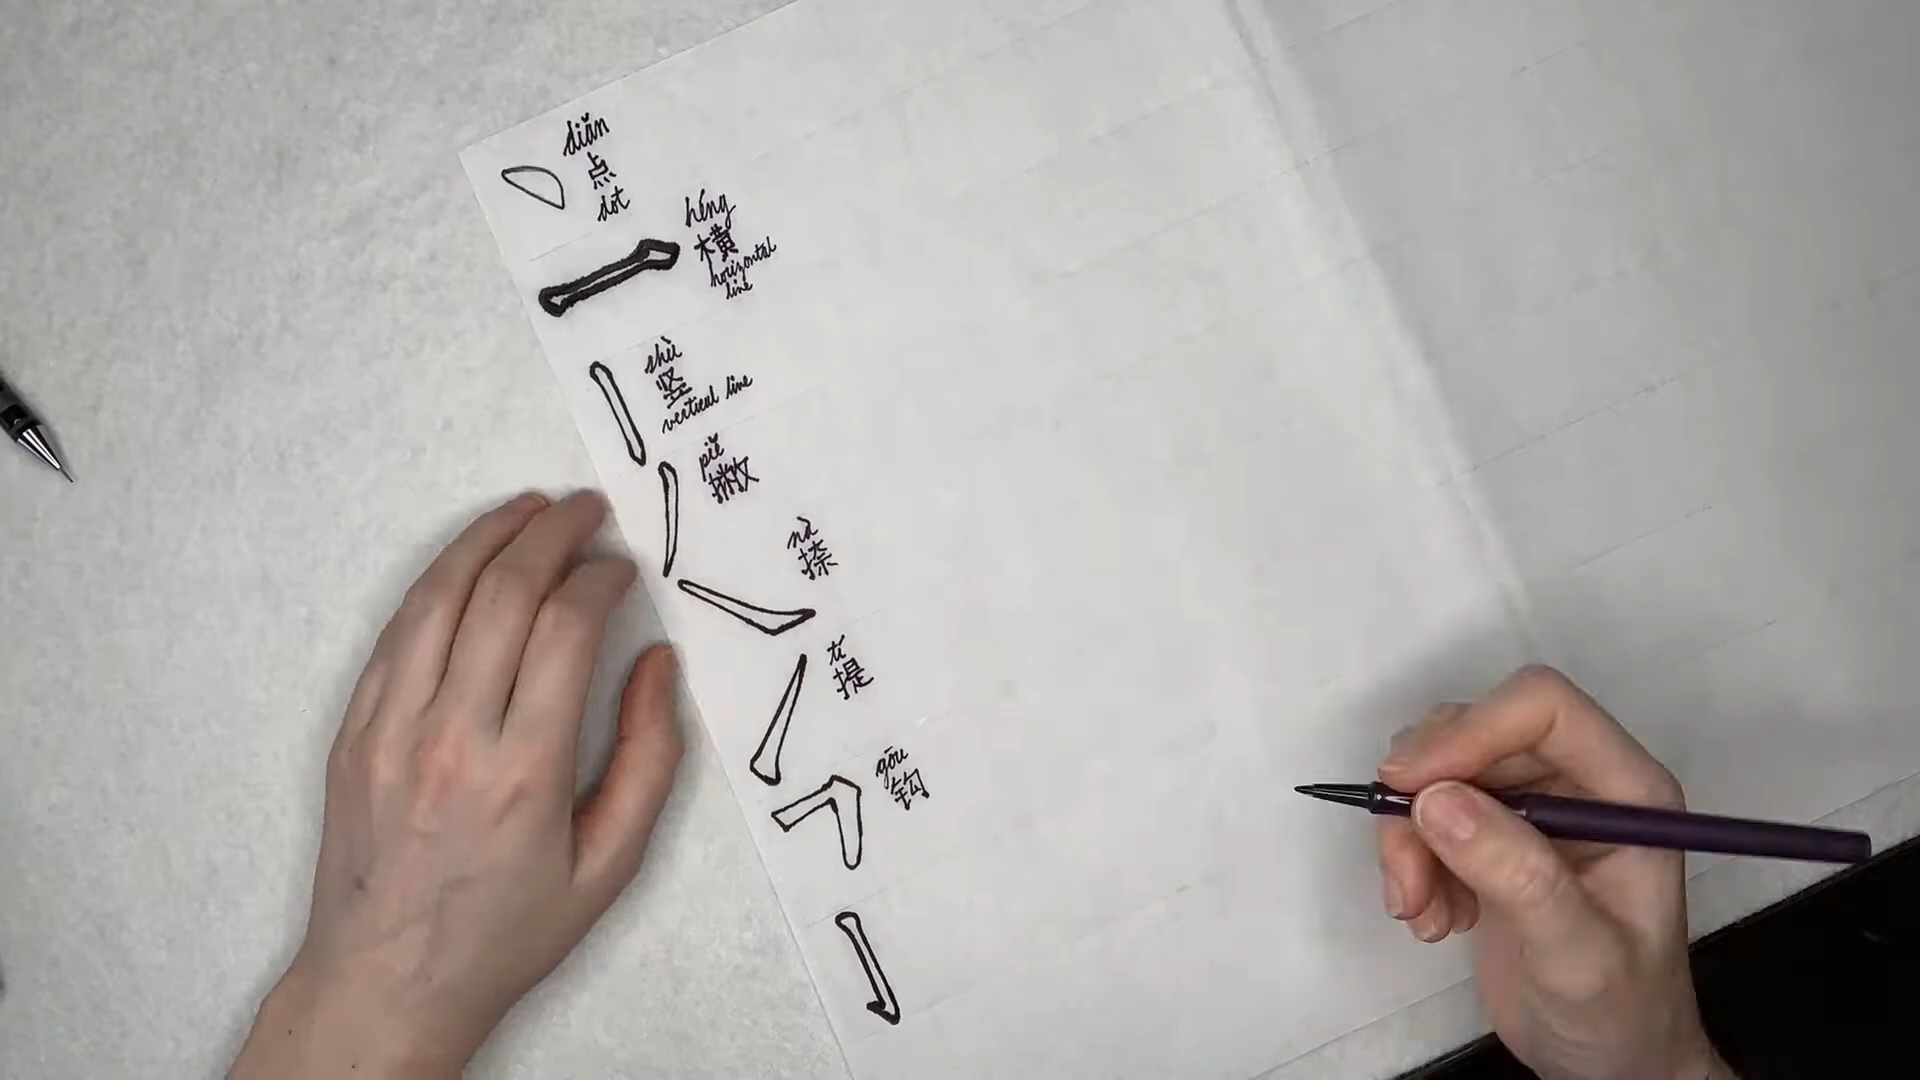 diǎn
点
dot
héng
横
horizontal
line
shù
竖
vertical line
piě
撇
nà
捺
tí
提
gōu
钩